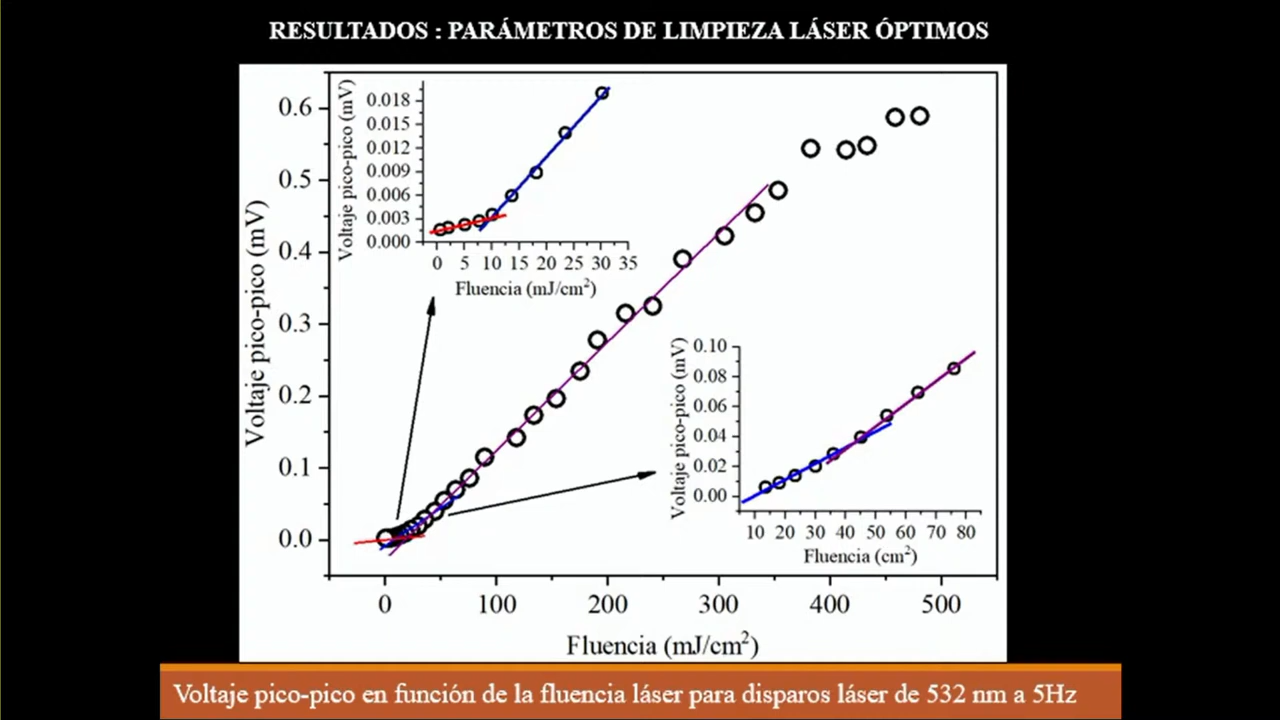 RESULTADOS : PARÁMETROS DE LIMPIEZA LÁSER ÓPTIMOS
Voltaje pico-pico (mV)
0.6
0.5
0.4
0.3
0.2
0.1
0.0
0 100 200 300 400 500
Fluencia (mJ/cm²)
Voltaje pico-pico (mV)
0.018
0.015
0.012
0.009
0.006
0.003
0.000
0 5 10 15 20 25 30 35
Fluencia (mJ/cm²)
Voltaje pico-pico (mV)
0.10
0.08
0.06
0.04
0.02
0.00
10 20 30 40 50 60 70 80
Fluencia (cm²)
Voltaje pico-pico en función de la fluencia láser para disparos láser de 532 nm a 5Hz